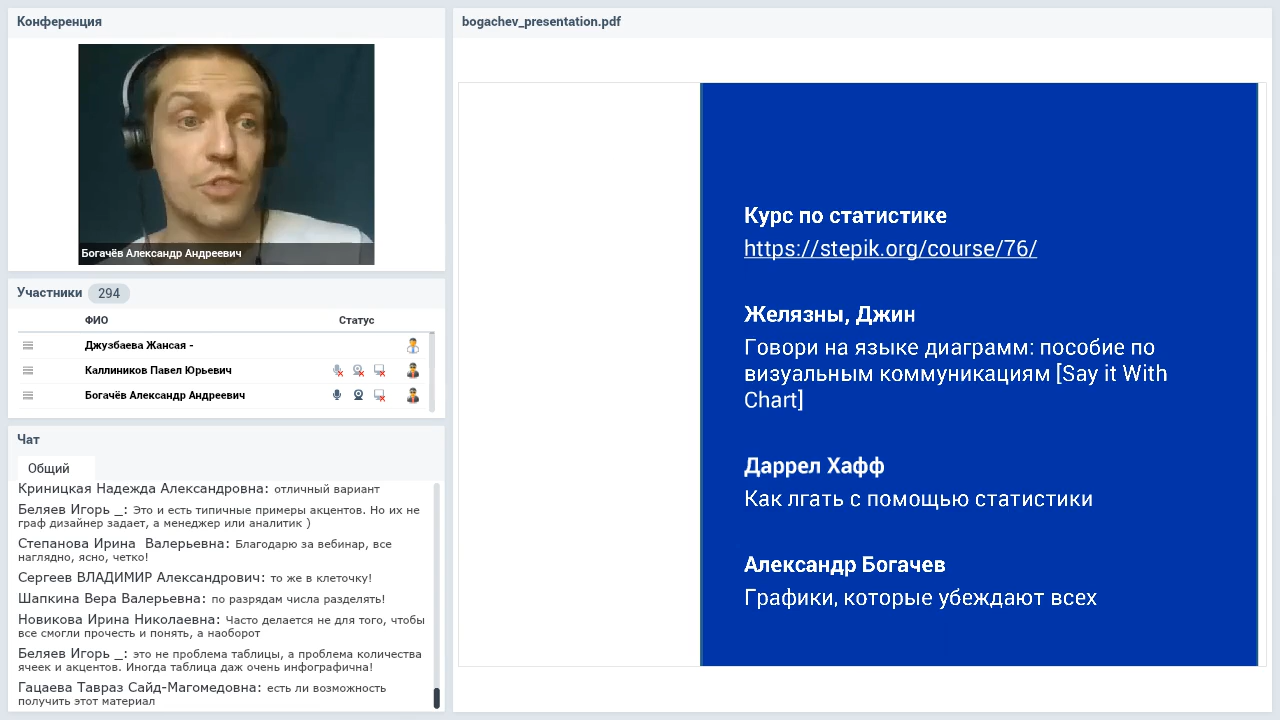 Конференция
Богачёв Александр Андреевич
Участники 294
ФИО Статус
Джузбаева Жансая -
Каллиников Павел Юрьевич
Богачёв Александр Андреевич
Чат
Общий
Криницкая Надежда Александровна: отличный вариант
Беляев Игорь _: Это и есть типичные примеры акцентов. Но их не
граф дизайнер задает, а менеджер или аналитик )
Степанова Ирина Валерьевна: Благодарю за вебинар, все
наглядно, ясно, четко!
Сергеев ВЛАДИМИР Александрович: то же в клеточку!
Шапкина Вера Валерьевна: по разрядам числа разделять!
Новикова Ирина Николаевна: Часто делается не для того, чтобы
все смогли прочесть и понять, а наоборот
Беляев Игорь _: это не проблема таблицы, а проблема количества
ячеек и акцентов. Иногда таблица даж очень инфографична!
Гацаева Тавраз Сайд-Магомедовна: есть ли возможность
получить этот материал
bogachev_presentation.pdf
Курс по статистике
https://stepik.org/course/76/
Желязны, Джин
Говори на языке диаграмм: пособие по
визуальным коммуникациям [Say it With
Chart]
Даррел Хафф
Как лгать с помощью статистики
Александр Богачев
Графики, которые убеждают всех